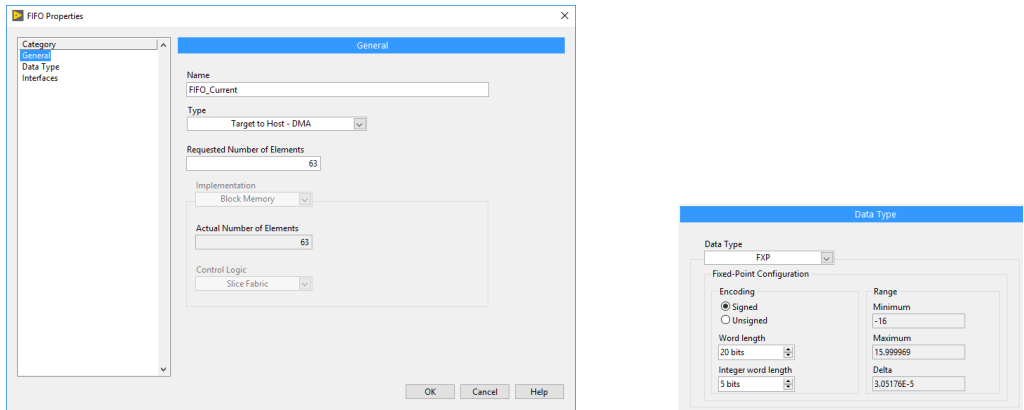 FIFO Properties
Category
General
Data Type
Interfaces
General
Name
FIFO_Current
Type
Target to Host - DMA
Requested Number of Elements
63
Implementation
Block Memory
Actual Number of Elements
63
Control Logic
Slice Fabric
OK Cancel Help
Data Type
Data Type
FXP
Fixed-Point Configuration
Encoding
Signed
Unsigned
Word length
20 bits
Integer word length
5 bits
Range
Minimum
-16
Maximum
15.999969
Delta
3.05176E-5